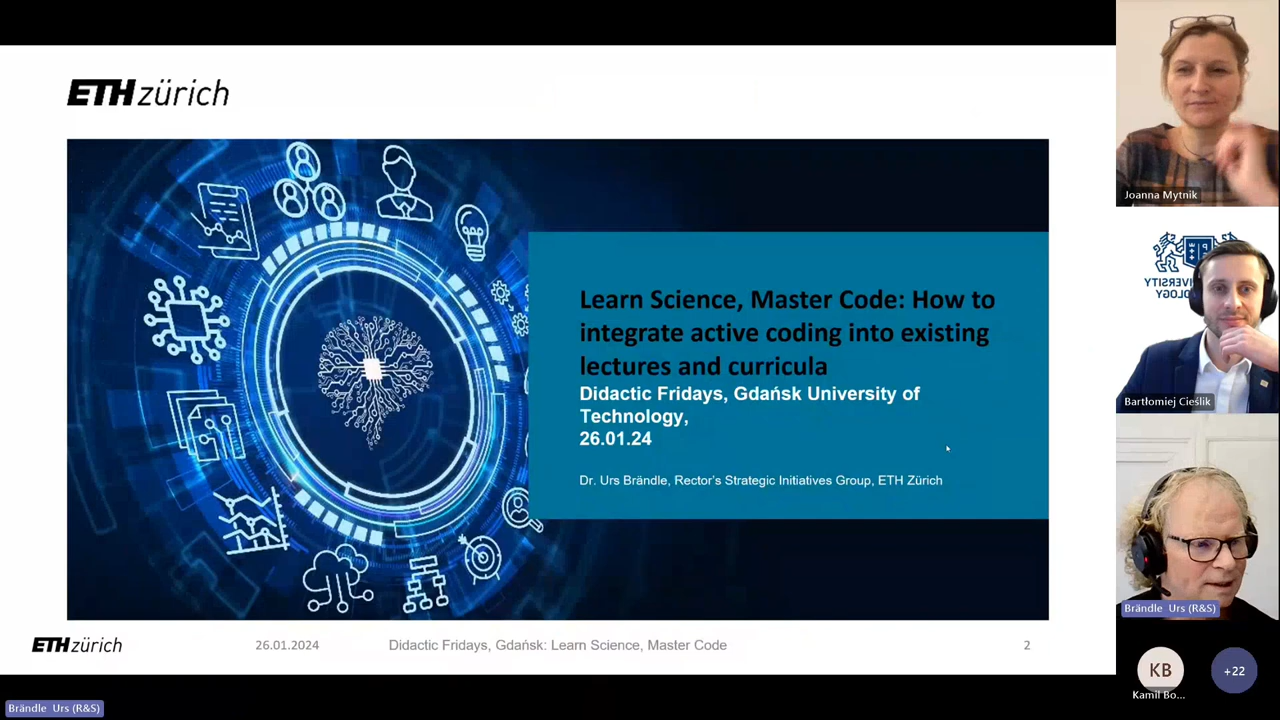 ETH zürich
Learn Science, Master Code: How to
integrate active coding into existing
lectures and curricula
Didactic Fridays, Gdańsk University of
Technology,
26.01.24
Dr. Urs Brändle, Rector's Strategic Initiatives Group, ETH Zürich
ETH zürich
26.01.2024
Didactic Fridays, Gdańsk: Learn Science, Master Code
2
Brändle Urs (R&S)
Joanna Mytnik
Bartłomiej Cieślik
Brändle Urs (R&S)
KB
Kamil Bo...
+22